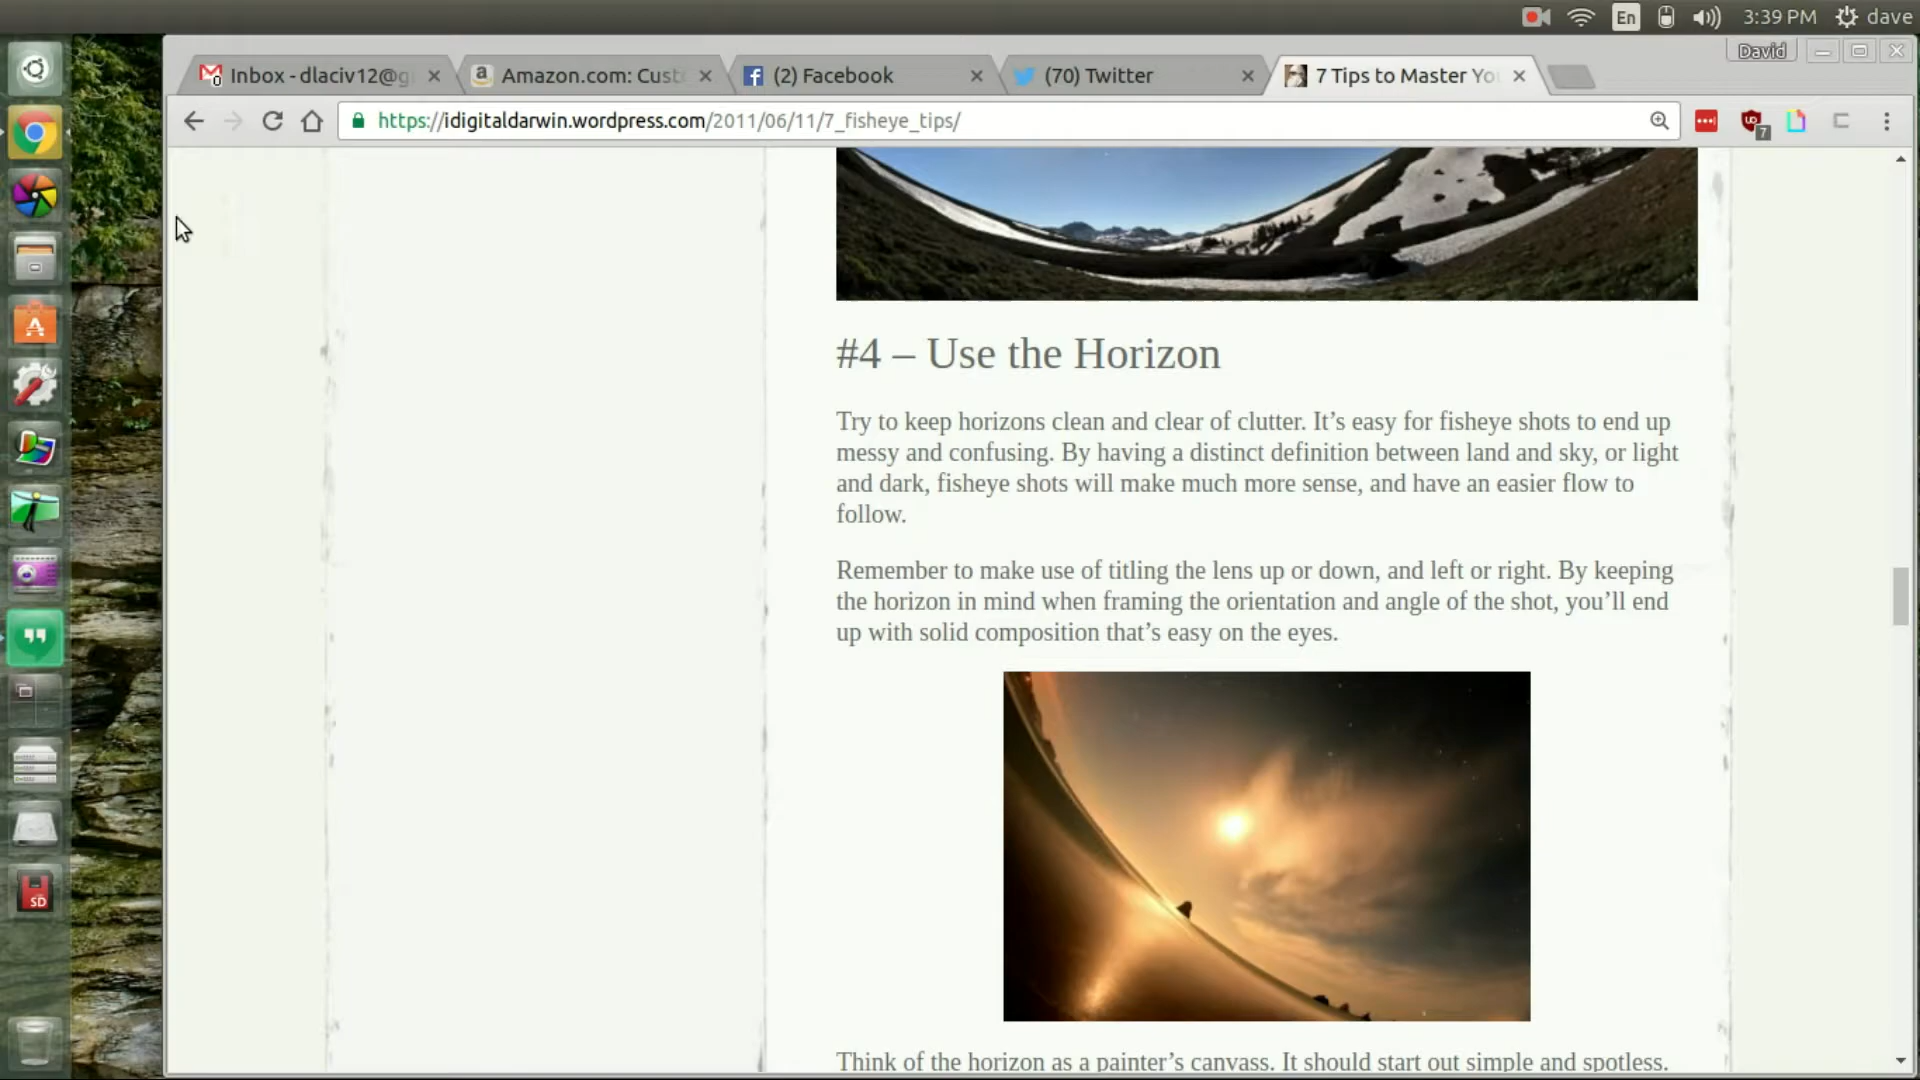 En
3:39 PM
dave
David
0
Inbox - dlaciv12@g
Amazon.com: Cust
(2) Facebook
(70) Twitter
7 Tips to Master Yo
https://idigitaldarwin.wordpress.com/2011/06/11/7_fisheye_tips/
7
#4 – Use the Horizon
Try to keep horizons clean and clear of clutter. It’s easy for fisheye shots to end up
messy and confusing. By having a distinct definition between land and sky, or light
and dark, fisheye shots will make much more sense, and have an easier flow to
follow.
Remember to make use of titling the lens up or down, and left or right. By keeping
the horizon in mind when framing the orientation and angle of the shot, you’ll end
up with solid composition that’s easy on the eyes.
SD
Think of the horizon as a painter’s canvass. It should start out simple and spotless.